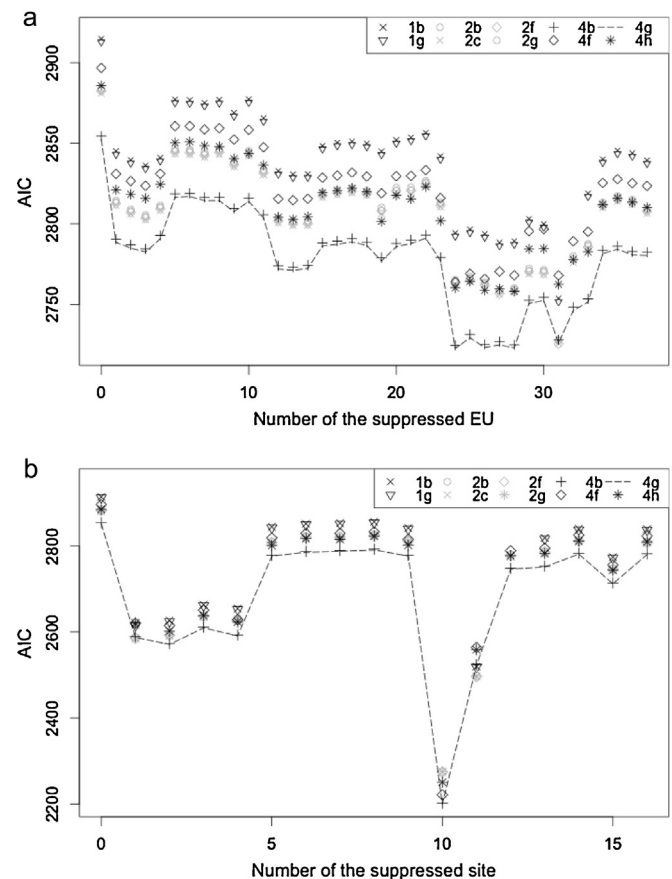 a
1b 2b 2f 4b 4g
1g 2c 2g 4f 4h
AIC
2900
2850
2800
2750
0 10 20 30
Number of the suppressed EU
b
1b 2b 2f 4b 4g
1g 2c 2g 4f 4h
AIC
2800
2600
2400
2200
0 5 10 15
Number of the suppressed site